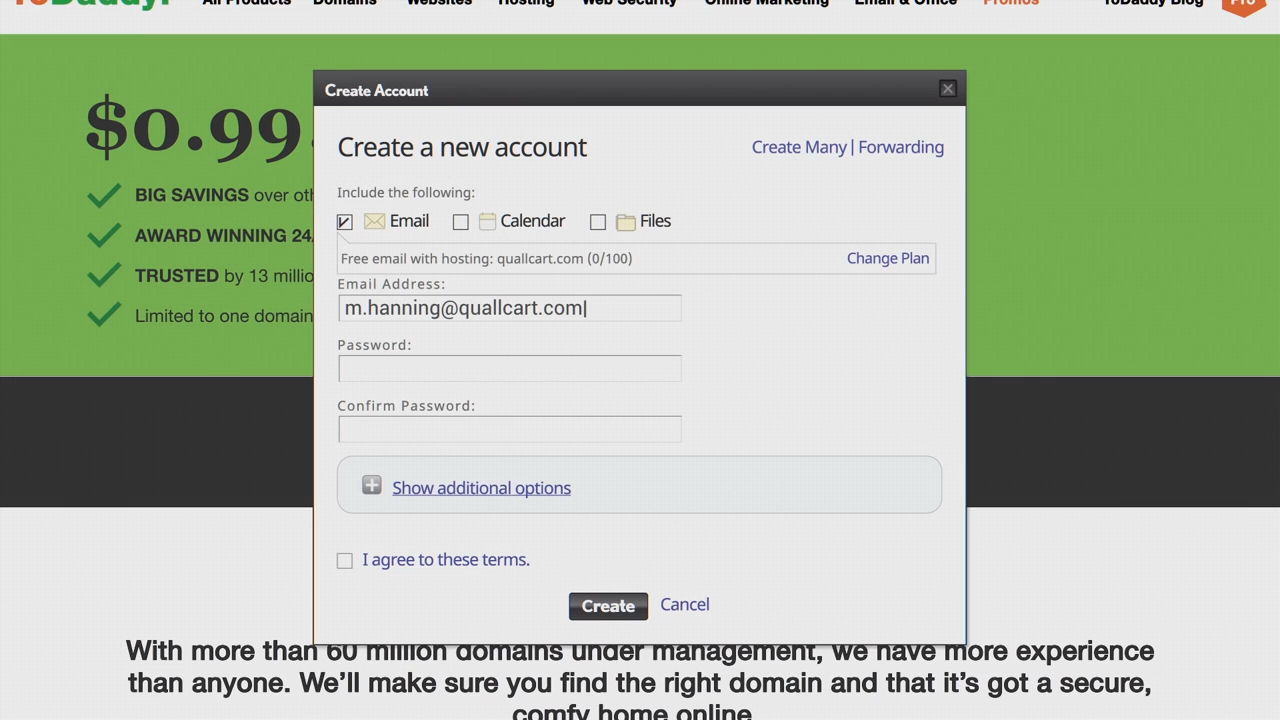 ToDaddy.
All Products Domains Websites Hosting Web Security Online Marketing Email & Office Promos ToDaddy Blog Pro
$0.99
BIG SAVINGS over oth
AWARD WINNING 24
TRUSTED by 13 millio
Limited to one domain
Create Account
Create a new account
Create Many | Forwarding
Include the following:
Email Calendar Files
Free email with hosting: quallcart.com (0/100)
Change Plan
Email Address:
m.hanning@quallcart.com
Password:
Confirm Password:
Show additional options
I agree to these terms.
Create Cancel
With more than 60 million domains under management, we have more experience
than anyone. We'll make sure you find the right domain and that it's got a secure,
comfy home online